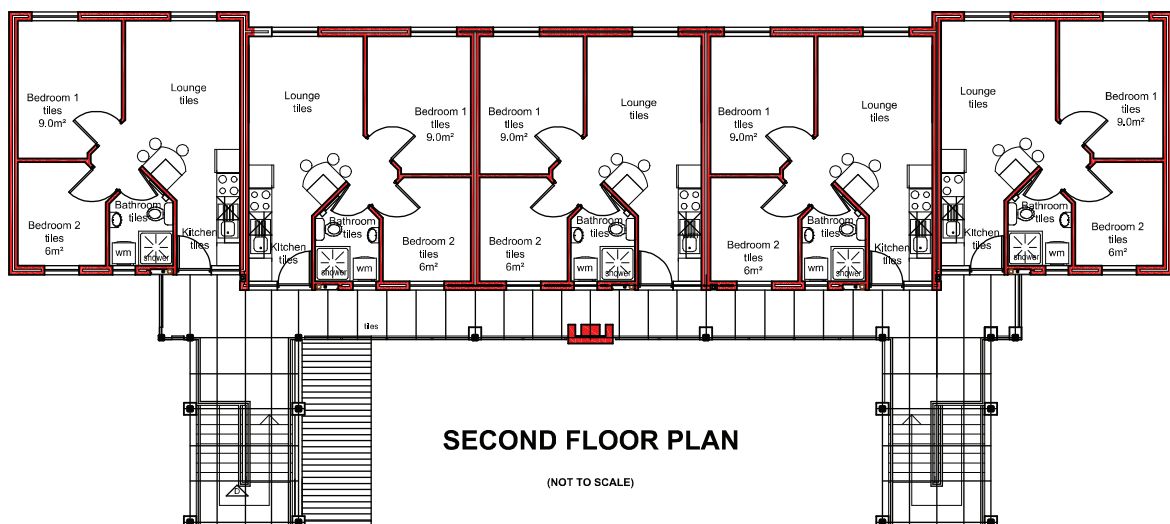 Bedroom 1
tiles
9.0m²
Lounge
tiles
Bedroom 2
tiles
6m²
Bathroom
tiles
wm
shower
Kitchen
tiles
Lounge
tiles
Bedroom 1
tiles
9.0m²
Bathroom
tiles
Kitchen
tiles
shower
wm
Bedroom 2
tiles
6m²
Bedroom 1
tiles
9.0m²
Lounge
tiles
Bedroom 2
tiles
6m²
Bathroom
tiles
wm
shower
Kitchen
tiles
Bedroom 1
tiles
9.0m²
Lounge
tiles
Bedroom 2
tiles
6m²
Bathroom
tiles
wm
shower
Kitchen
tiles
Lounge
tiles
Bedroom 1
tiles
9.0m²
Bathroom
tiles
Kitchen
tiles
shower
wm
Bedroom 2
tiles
6m²
tiles
SECOND FLOOR PLAN
(NOT TO SCALE)
D